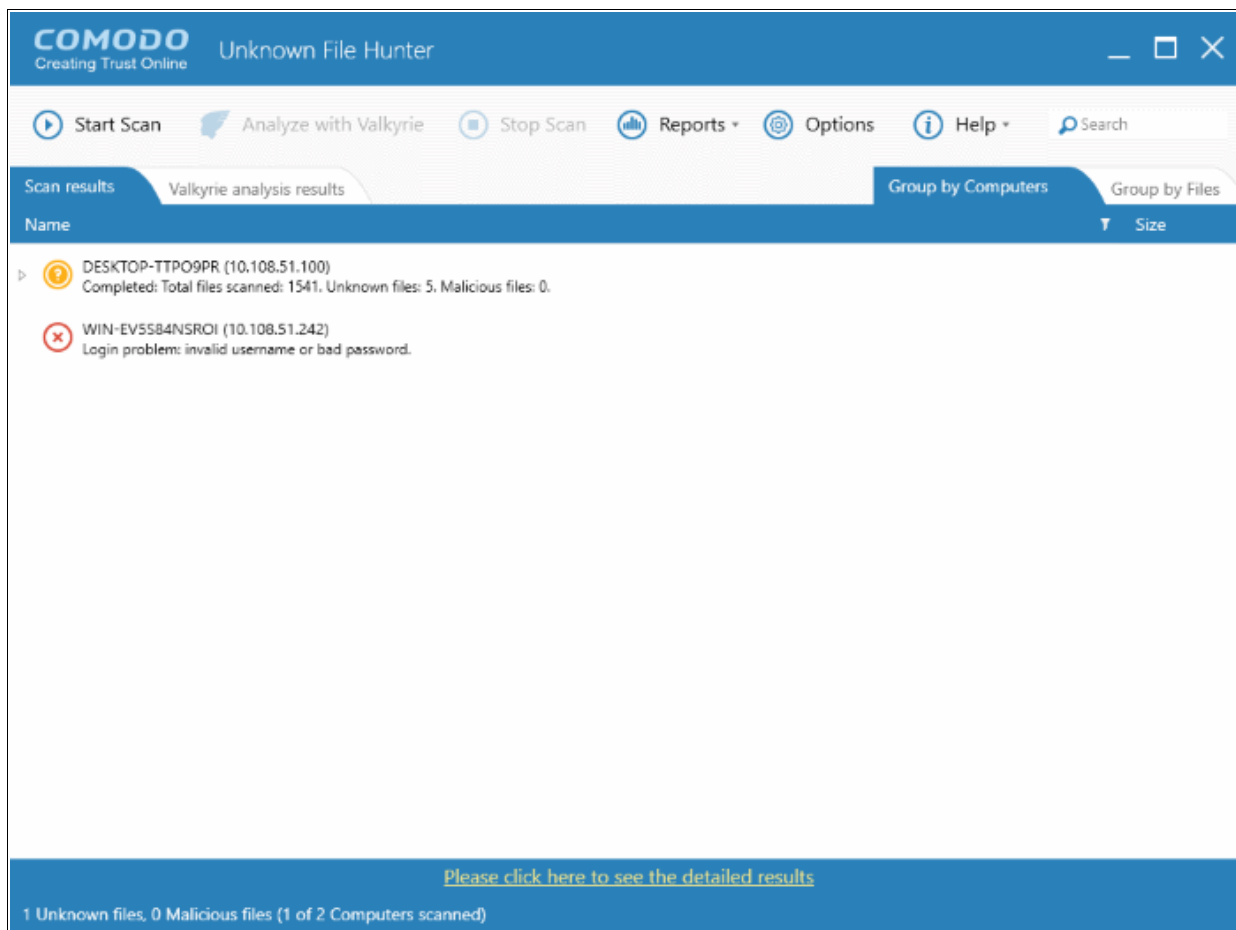 COMODO
Creating Trust Online
Unknown File Hunter
Start Scan
Analyze with Valkyrie
Stop Scan
Reports
Options
Help
Search
Scan results
Valkyrie analysis results
Group by Computers
Group by Files
Name
Size
DESKTOP-TTPO9PR (10.108.51.100)
Completed: Total files scanned: 1541. Unknown files: 5. Malicious files: 0.
WIN-EV5S84NSROI (10.108.51.242)
Login problem: invalid username or bad password.
Please click here to see the detailed results
1 Unknown files, 0 Malicious files (1 of 2 Computers scanned)